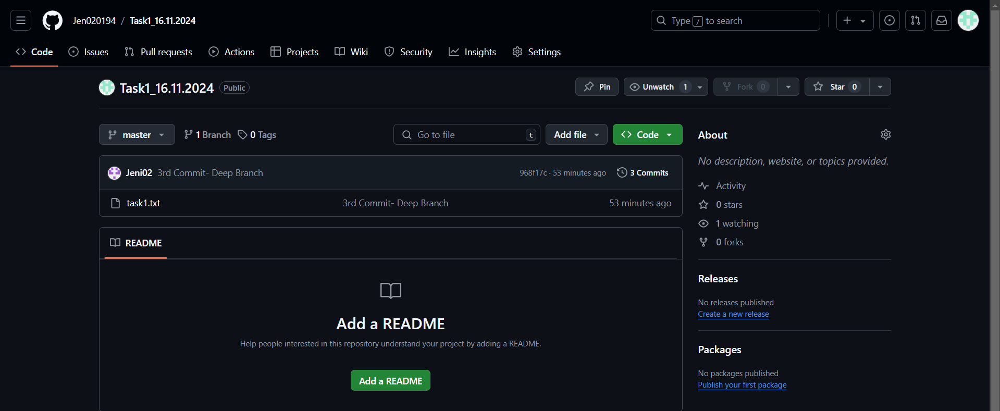 Jen020194 / Task1_16.11.2024
Type / to search
Code Issues Pull requests Actions Projects Wiki Security Insights Settings
Task1_16.11.2024 Public
Pin Unwatch 1 Fork 0 Star 0
master 1 Branch 0 Tags
Go to file t Add file Code
Jeni02 3rd Commit- Deep Branch 968f17c · 53 minutes ago 3 Commits
task1.txt 3rd Commit- Deep Branch 53 minutes ago
README
Add a README
Help people interested in this repository understand your project by adding a README.
Add a README
About
No description, website, or topics provided.
Activity
0 stars
1 watching
0 forks
Releases
No releases published
Create a new release
Packages
No packages published
Publish your first package